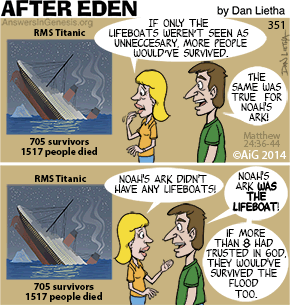 AFTER EDEN
by Dan Lietha
AnswersInGenesis.org
351
RMS Titanic
IF ONLY THE
LIFEBOATS WEREN'T SEEN AS
UNNECCESARY, MORE PEOPLE
WOULD'VE SURVIVED.
THE
SAME WAS
TRUE FOR
NOAH'S
ARK!
705 survivors
1517 people died
Matthew
24:36-44
©AiG 2014
RMS Titanic
NOAH'S ARK DIDN'T
HAVE ANY LIFEBOATS!
NOAH'S
ARK WAS
THE
LIFEBOAT!
IF MORE
THAN 8 HAD
TRUSTED IN GOD,
THEY WOULD'VE
SURVIVED THE
FLOOD
TOO.
705 survivors
1517 people died